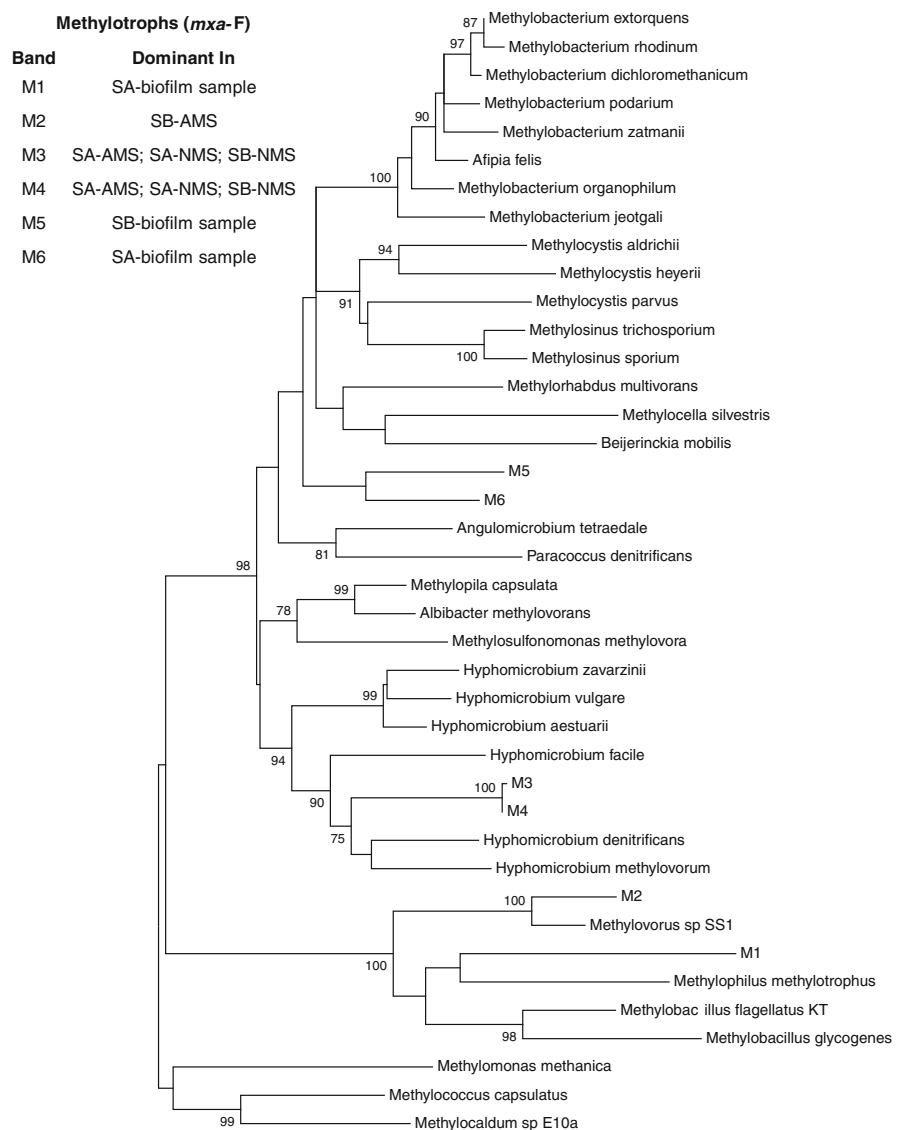 Methylotrophs (mxa-F)
Band Dominant In
M1 SA-biofilm sample
M2 SB-AMS
M3 SA-AMS; SA-NMS; SB-NMS
M4 SA-AMS; SA-NMS; SB-NMS
M5 SB-biofilm sample
M6 SA-biofilm sample
87 Methylobacterium extorquens
97 Methylobacterium rhodinum
Methylobacterium dichloromethanicum
Methylobacterium podarium
90 Methylobacterium zatmanii
Afipia felis
100 Methylobacterium organophilum
Methylobacterium jeotgali
94 Methylocystis aldrichii
Methylocystis heyerii
91 Methylocystis parvus
Methylosinus trichosporium
100 Methylosinus sporium
Methylorhabdus multivorans
Methylocella silvestris
Beijerinckia mobilis
M5
M6
Angulomicrobium tetraedale
81 Paracoccus denitrificans
98
99 Methylopila capsulata
78 Albibacter methylovorans
Methylosulfonomonas methylovora
Hyphomicrobium zavarzinii
99 Hyphomicrobium vulgare
Hyphomicrobium aestuarii
94 Hyphomicrobium facile
100 M3
90 M4
75 Hyphomicrobium denitrificans
Hyphomicrobium methylovorum
100 M2
Methylovorus sp SS1
100 M1
Methylophilus methylotrophus
Methylobac illus flagellatus KT
98 Methylobacillus glycogenes
Methylomonas methanica
Methylococcus capsulatus
99 Methylocaldum sp E10a